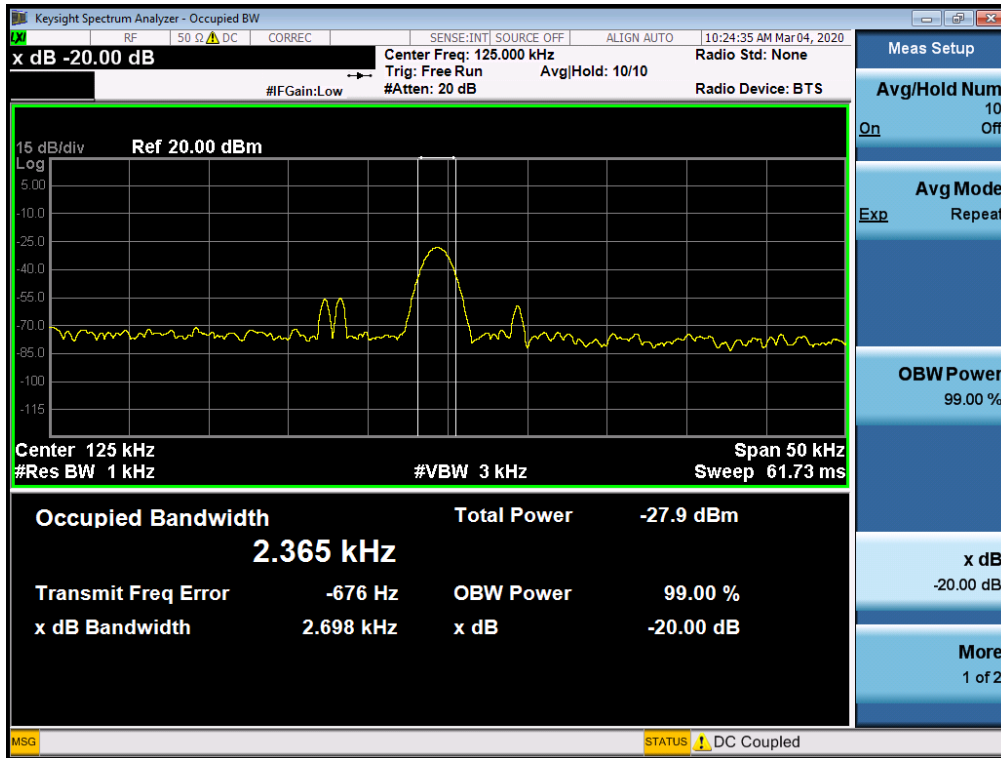 Keysight Spectrum Analyzer - Occupied BW
LXI RF 50 Ω DC CORREC SENSE:INT SOURCE OFF ALIGN AUTO 10:24:35 AM Mar 04, 2020
x dB -20.00 dB
Center Freq: 125.000 kHz
Radio Std: None
Trig: Free Run Avg|Hold: 10/10
#IFGain:Low
#Atten: 20 dB
Radio Device: BTS
15 dB/div Ref 20.00 dBm
Log
5.00
-10.0
-25.0
-40.0
-55.0
-70.0
-85.0
-100
-115
Center 125 kHz Span 50 kHz
#Res BW 1 kHz #VBW 3 kHz Sweep 61.73 ms
Occupied Bandwidth Total Power -27.9 dBm
2.365 kHz
Transmit Freq Error -676 Hz OBW Power 99.00 %
x dB Bandwidth 2.698 kHz x dB -20.00 dB
MSG STATUS DC Coupled
Meas Setup
Avg/Hold Num
10
On Off
Avg Mode
Exp Repeat
OBW Power
99.00 %
x dB
-20.00 dB
More
1 of 2